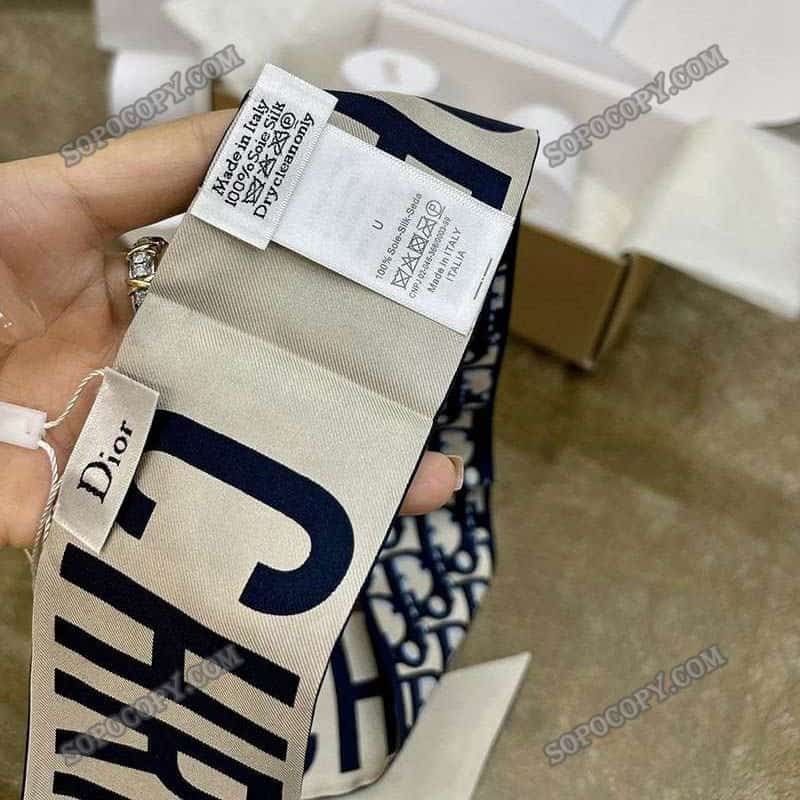 SOPOCOPY.COM
SOPOCOPY.COM
Made in Italy
100% Soie Silk
Drycleanonly
U
100% Soie-Silk-Seda
Made in ITALY
ITALIA
Dior
CHR
CH
SOPOCOPY.COM
SOPOCOPY.COM